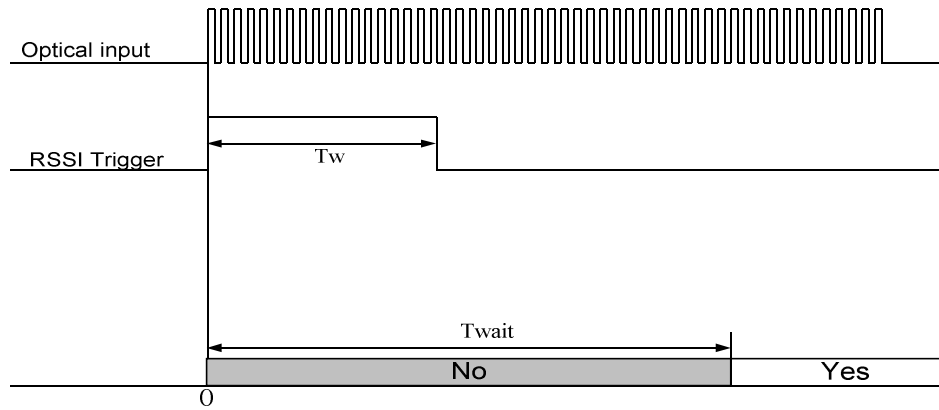 Optical input
RSSI Trigger
Tw
Twait
No
Yes
0